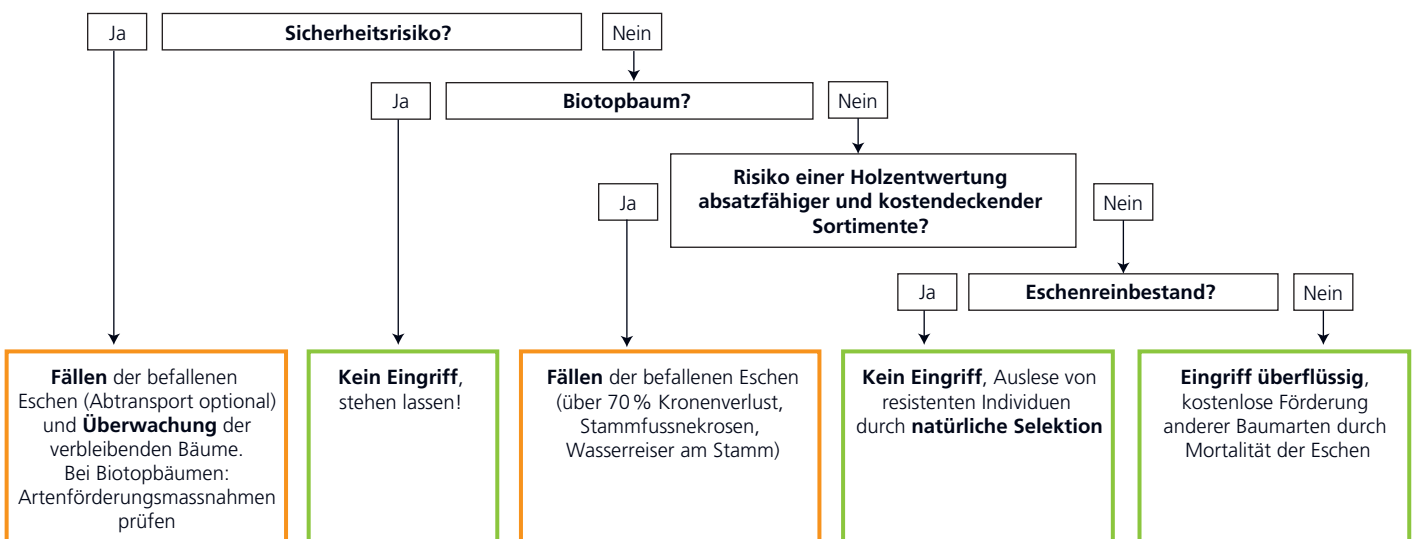 Ja
Sicherheitsrisiko?
Nein
Ja
Biotopbaum?
Nein
Ja
Risiko einer Holzentwertung
absatzfähiger und kostendeckender
Sortimente?
Nein
Ja
Eschenreinbestand?
Nein
Fällen der befallenen
Eschen (Abtransport optional)
und Überwachung der
verbleibenden Bäume.
Bei Biotopbäumen:
Artenförderungsmassnahmen
prüfen
Kein Eingriff,
stehen lassen!
Fällen der befallenen Eschen
(über 70 % Kronenverlust,
Stammfussnekrosen,
Wasserreiser am Stamm)
Kein Eingriff, Auslese von
resistenten Individuen
durch natürliche Selektion
Eingriff überflüssig,
kostenlose Förderung
anderer Baumarten durch
Mortalität der Eschen